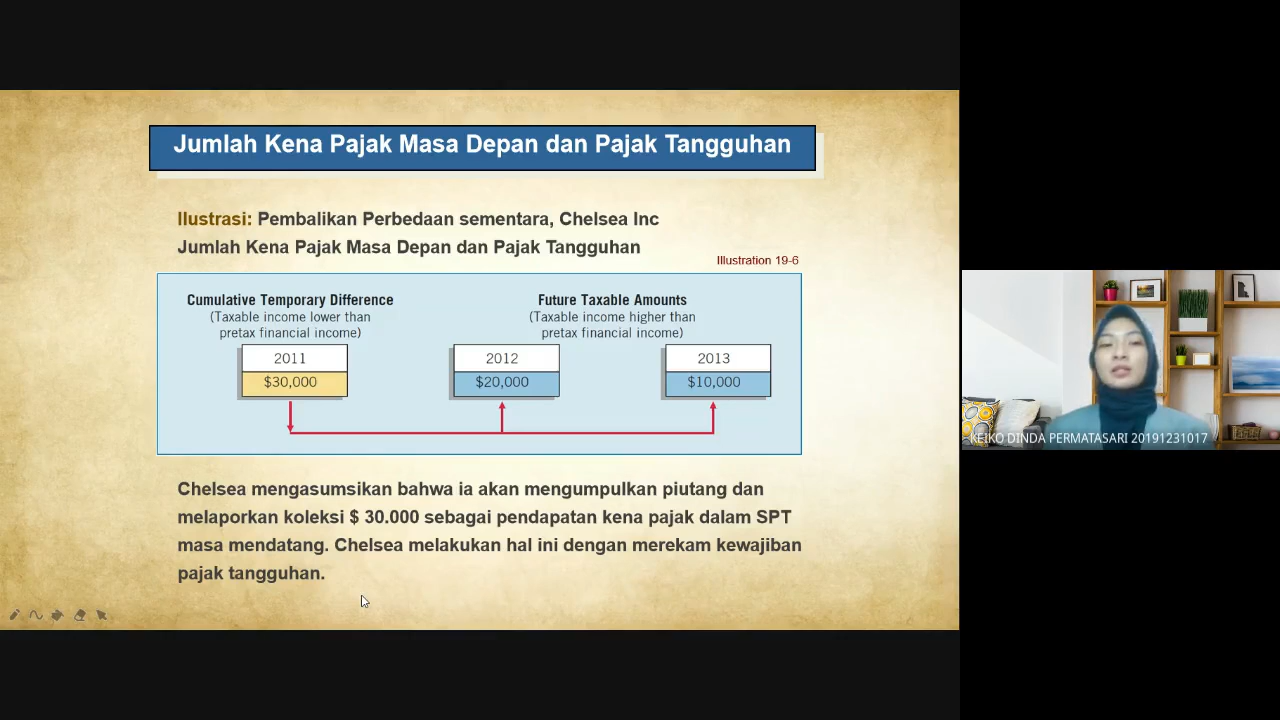 Jumlah Kena Pajak Masa Depan dan Pajak Tangguhan
Ilustrasi: Pembalikan Perbedaan sementara, Chelsea Inc
Jumlah Kena Pajak Masa Depan dan Pajak Tangguhan
Illustration 19-6
Cumulative Temporary Difference
(Taxable income lower than
pretax financial income)
Future Taxable Amounts
(Taxable income higher than
pretax financial income)
2011
$30,000
2012
$20,000
2013
$10,000
Chelsea mengasumsikan bahwa ia akan mengumpulkan piutang dan
melaporkan koleksi $ 30.000 sebagai pendapatan kena pajak dalam SPT
masa mendatang. Chelsea melakukan hal ini dengan merekam kewajiban
pajak tangguhan.
KEIKO DINDA PERMATASARI 20191231017